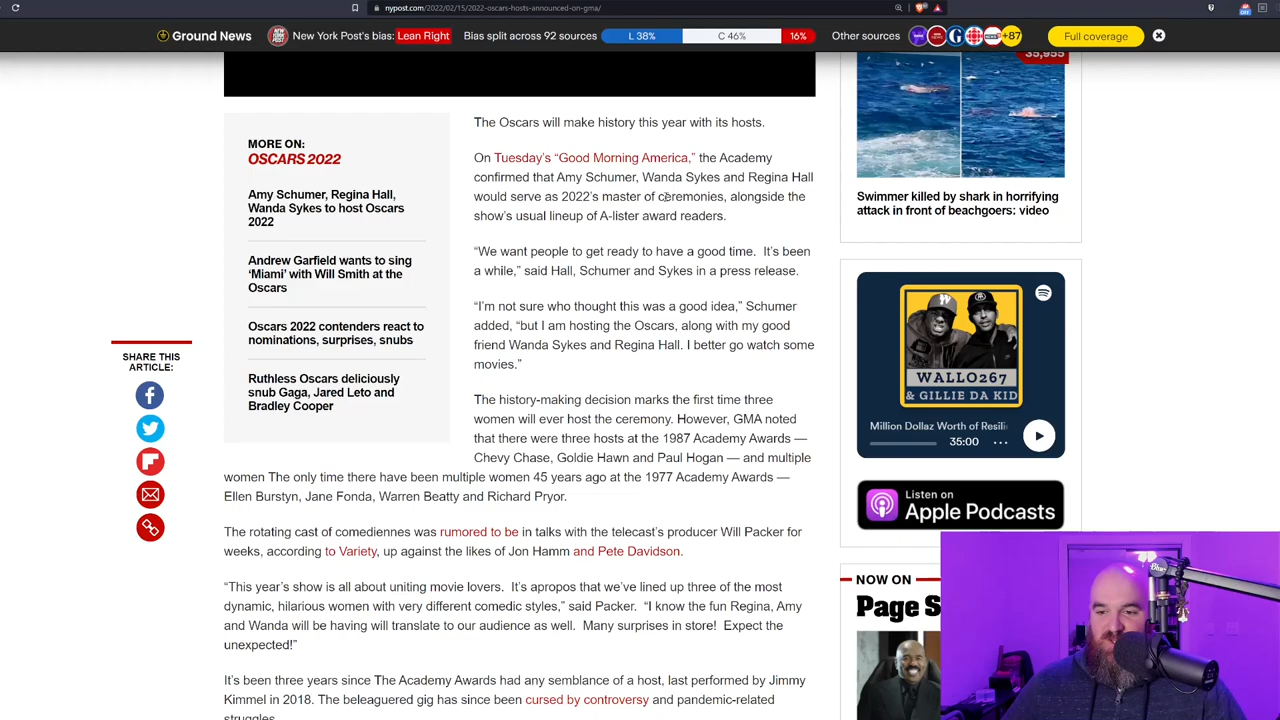 nypost.com/2022/02/15/2022-oscars-hosts-announced-on-gma/
Ground News
New York Post's bias: Lean Right
Bias split across 92 sources
L 38%
C 46%
16%
Other sources
+87
Full coverage
MORE ON:
OSCARS 2022
Amy Schumer, Regina Hall,
Wanda Sykes to host Oscars
2022
Andrew Garfield wants to sing
‘Miami’ with Will Smith at the
Oscars
Oscars 2022 contenders react to
nominations, surprises, snubs
Ruthless Oscars deliciously
snub Gaga, Jared Leto and
Bradley Cooper
SHARE THIS
ARTICLE:
The Oscars will make history this year with its hosts.
On Tuesday’s “Good Morning America,” the Academy
confirmed that Amy Schumer, Wanda Sykes and Regina Hall
would serve as 2022’s master of ceremonies, alongside the
show’s usual lineup of A-lister award readers.
“We want people to get ready to have a good time.  It’s been
a while,” said Hall, Schumer and Sykes in a press release.
“I’m not sure who thought this was a good idea,” Schumer
added, “but I am hosting the Oscars, along with my good
friend Wanda Sykes and Regina Hall. I better go watch some
movies.”
The history-making decision marks the first time three
women will ever host the ceremony. However, GMA noted
that there were three hosts at the 1987 Academy Awards —
Chevy Chase, Goldie Hawn and Paul Hogan — and multiple
women The only time there have been multiple women 45 years ago at the 1977 Academy Awards —
Ellen Burstyn, Jane Fonda, Warren Beatty and Richard Pryor.
The rotating cast of comediennes was rumored to be in talks with the telecast’s producer Will Packer for
weeks, according to Variety, up against the likes of Jon Hamm and Pete Davidson.
“This year’s show is all about uniting movie lovers.  It’s apropos that we’ve lined up three of the most
dynamic, hilarious women with very different comedic styles,” said Packer.  “I know the fun Regina, Amy
and Wanda will be having will translate to our audience as well.  Many surprises in store!  Expect the
unexpected!”
It’s been three years since The Academy Awards had any semblance of a host, last performed by Jimmy
Kimmel in 2018. The beleaguered gig has since been cursed by controversy and pandemic-related
struggles.
35,955
Swimmer killed by shark in horrifying
attack in front of beachgoers: video
WALLO267
& GILLIE DA KID
Million Dollaz Worth of Resili
35:00
Listen on
Apple Podcasts
NOW ON
Page S
Blue